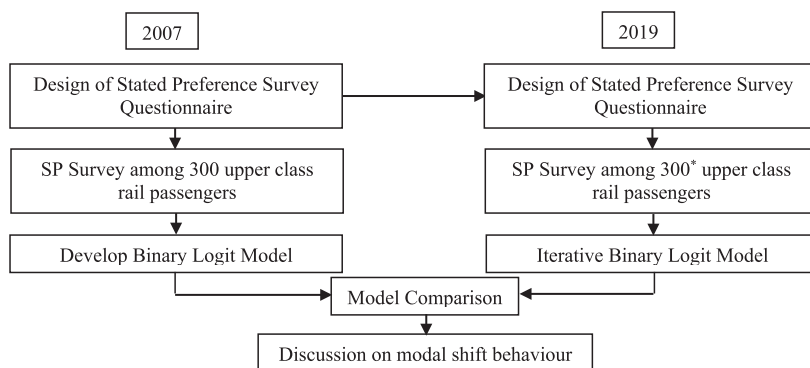 2007
2019
Design of Stated Preference Survey
Questionnaire
Design of Stated Preference Survey
Questionnaire
SP Survey among 300 upper class
rail passengers
SP Survey among 300* upper class
rail passengers
Develop Binary Logit Model
Iterative Binary Logit Model
Model Comparison
Discussion on modal shift behaviour